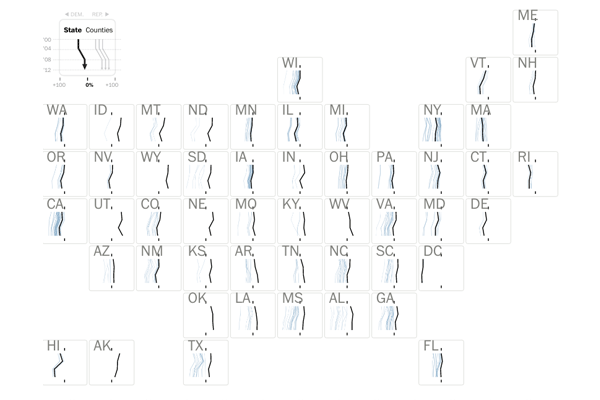 ◀ DEM REP ▶
State Counties
'00
'04
'08
'12
+100 0% +100
ME
WI VT NH
WA ID MT ND MN IL MI NY MA
OR NV WY SD IA IN OH PA NJ CT RI
CA UT CO NE MO KY WV VA MD DE
AZ NM KS AR TN NC SC DC
OK LA MS AL GA
HI AK TX FL